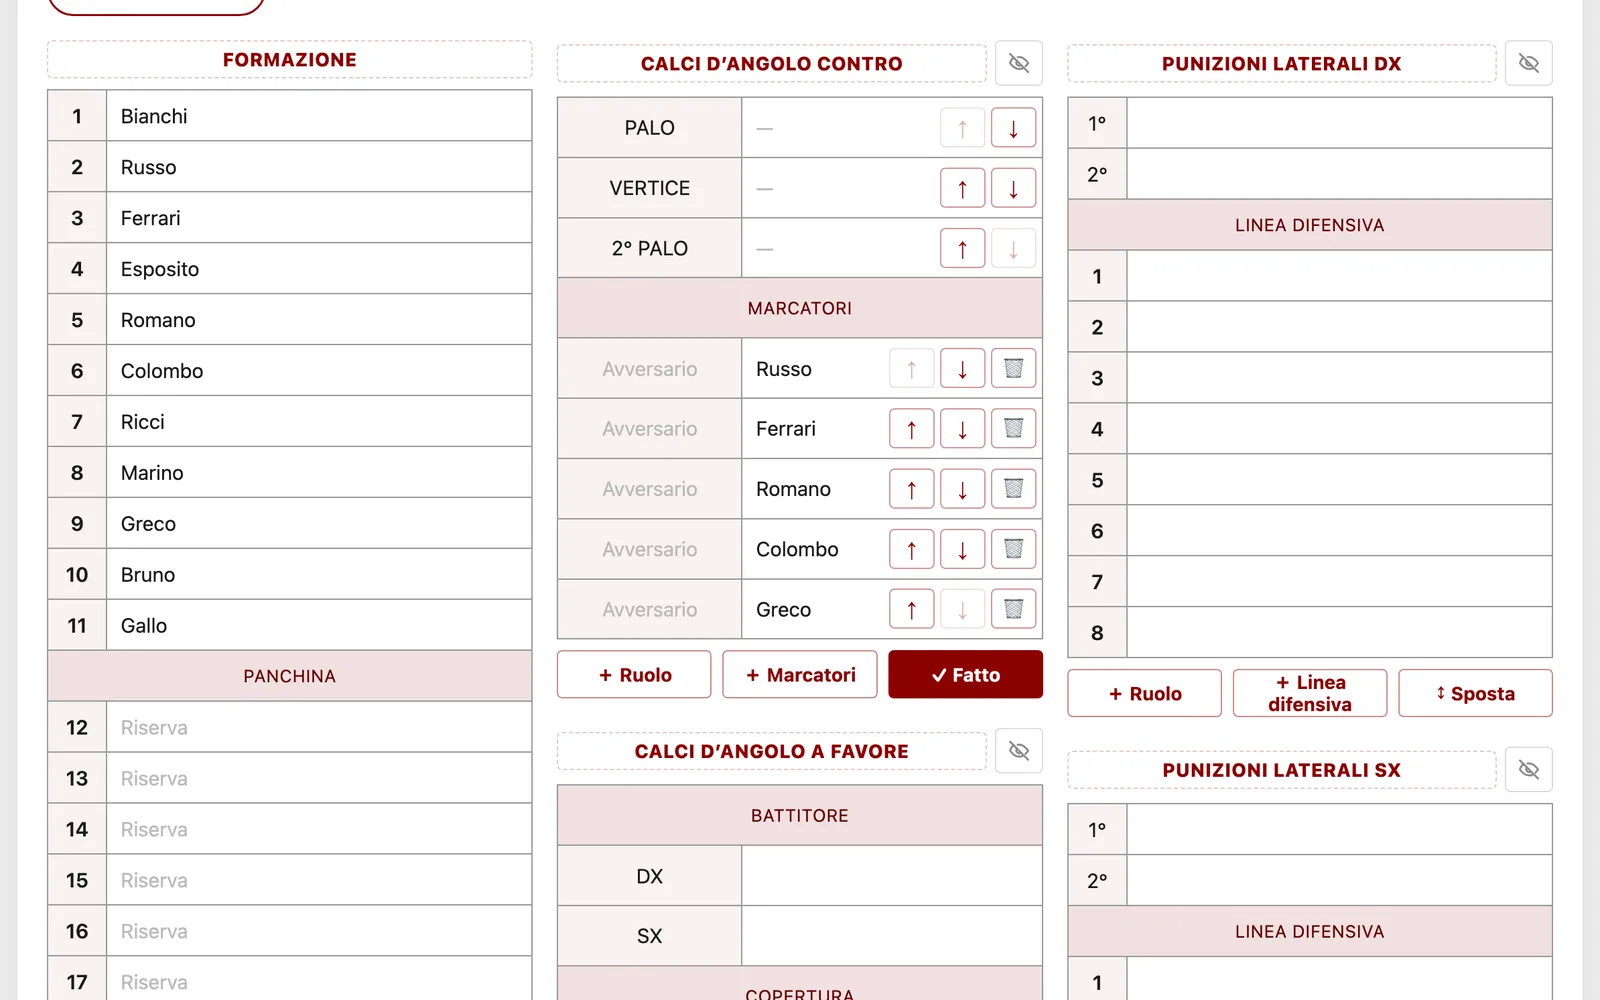 FORMAZIONE
1 Bianchi
2 Russo
3 Ferrari
4 Esposito
5 Romano
6 Colombo
7 Ricci
8 Marino
9 Greco
10 Bruno
11 Gallo
PANCHINA
12 Riserva
13 Riserva
14 Riserva
15 Riserva
16 Riserva
17 Riserva
CALCI D’ANGOLO CONTRO
PALO — ↑ ↓
VERTICE — ↑ ↓
2° PALO — ↑ ↓
MARCATORI
Avversario Russo ↑ ↓
Avversario Ferrari ↑ ↓
Avversario Romano ↑ ↓
Avversario Colombo ↑ ↓
Avversario Greco ↑ ↓
+ Ruolo + Marcatori ✓ Fatto
CALCI D’ANGOLO A FAVORE
BATTITORE
DX
SX
COPERTURA
PUNIZIONI LATERALI DX
1°
2°
LINEA DIFENSIVA
1
2
3
4
5
6
7
8
+ Ruolo + Linea difensiva ↕ Sposta
PUNIZIONI LATERALI SX
1°
2°
LINEA DIFENSIVA
1